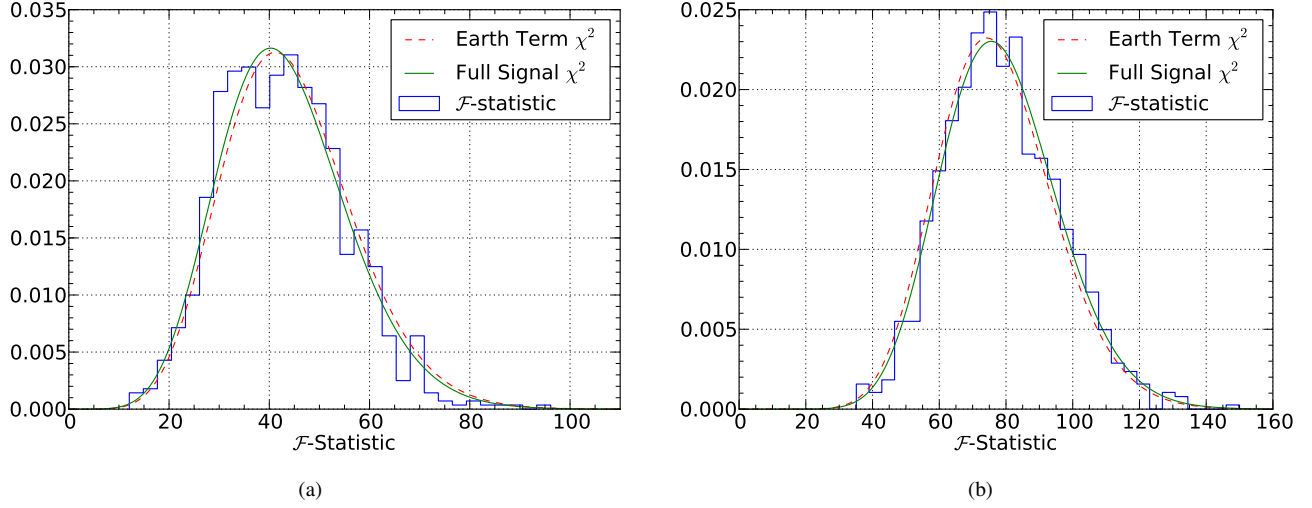 0.035
0.030
0.025
0.020
0.015
0.010
0.005
0.000
0 20 40 60 80 100
ℱ-Statistic
Earth Term χ²
Full Signal χ²
ℱ-statistic
(a)
0.025
0.020
0.015
0.010
0.005
0.000
0 20 40 60 80 100 120 140 160
ℱ-Statistic
Earth Term χ²
Full Signal χ²
ℱ-statistic
(b)